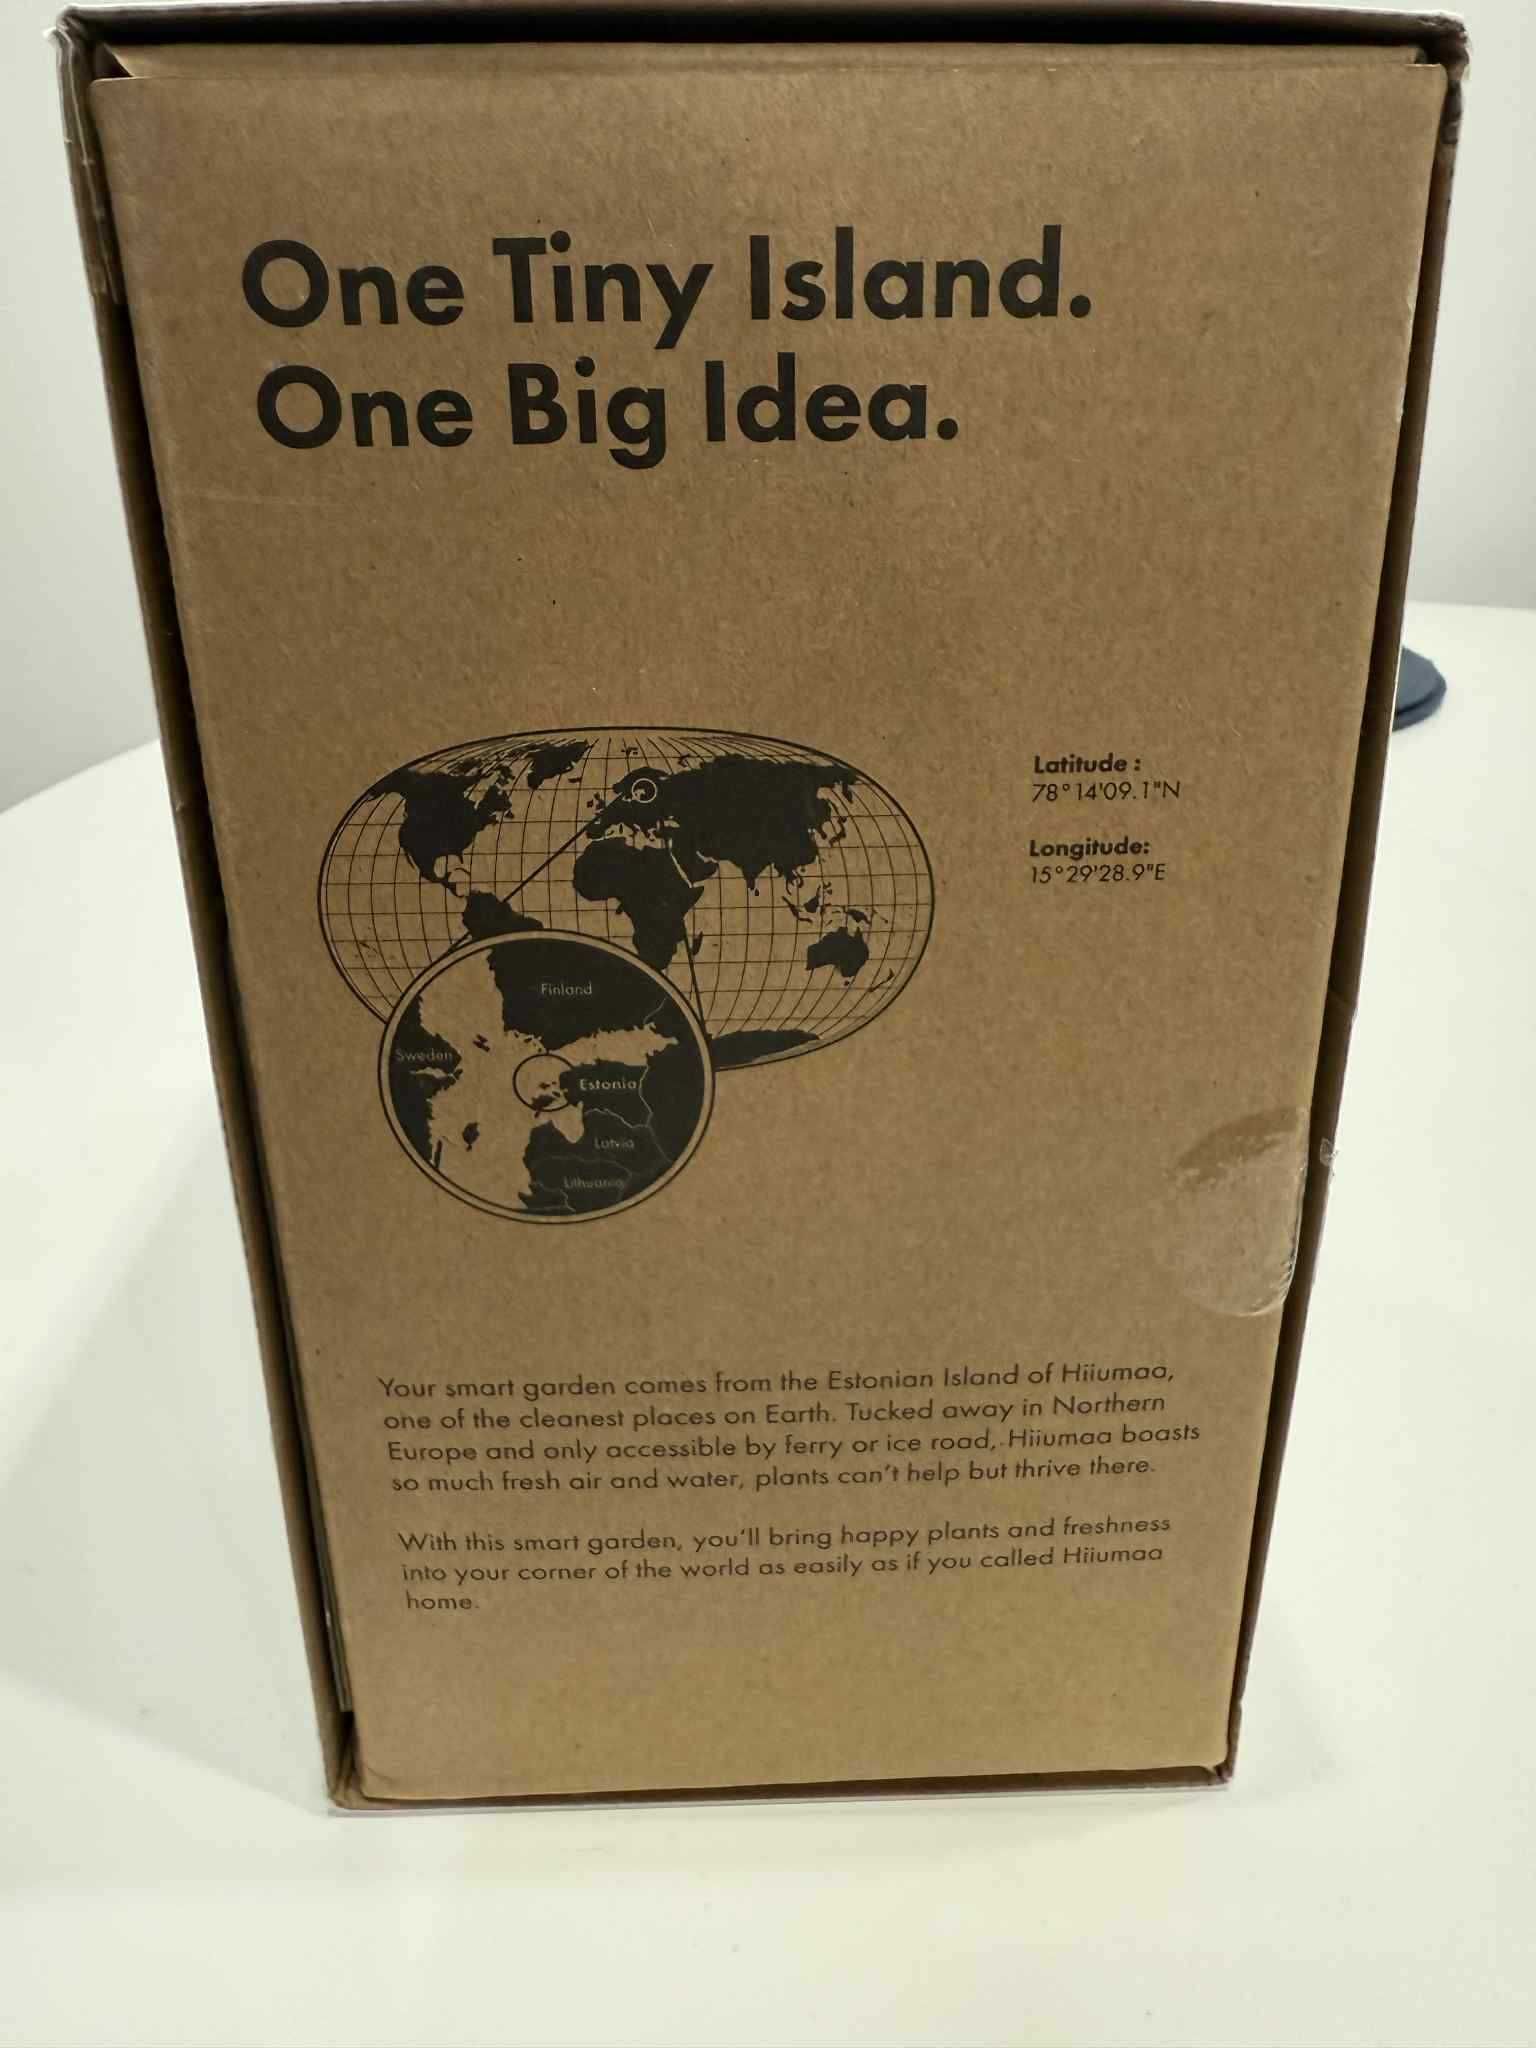 One Tiny Island.
One Big Idea.
Latitude :
78°14'09.1"N
Longitude:
15°29'28.9"E
Finland
Sweden
Estonia
Latvia
Lithuania
Your smart garden comes from the Estonian Island of Hiiumaa,
one of the cleanest places on Earth. Tucked away in Northern
Europe and only accessible by ferry or ice road, Hiiumaa boasts
so much fresh air and water, plants can't help but thrive there.
With this smart garden, you'll bring happy plants and freshness
into your corner of the world as easily as if you called Hiiumaa
home.